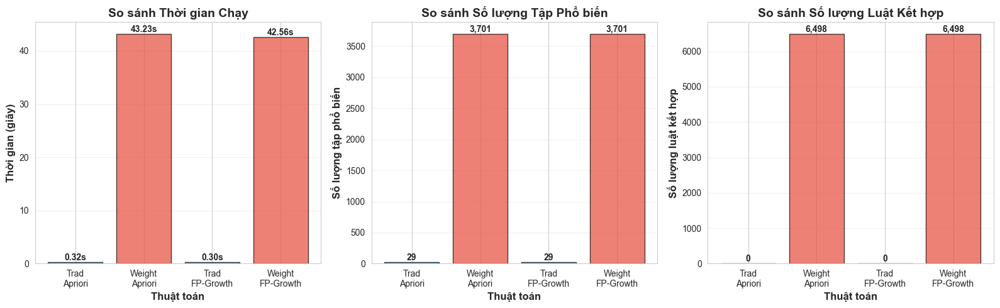 So sánh Thời gian Chạy
Thời gian (giây)
40
30
20
10
0
0.32s
43.23s
0.30s
42.56s
Trad
Apriori
Weight
Apriori
Trad
FP-Growth
Weight
FP-Growth
Thuật toán
So sánh Số lượng Tập Phổ biến
Số lượng tập phổ biến
3500
3000
2500
2000
1500
1000
500
0
29
3,701
29
3,701
Trad
Apriori
Weight
Apriori
Trad
FP-Growth
Weight
FP-Growth
Thuật toán
So sánh Số lượng Luật Kết hợp
Số lượng luật kết hợp
6000
5000
4000
3000
2000
1000
0
0
6,498
0
6,498
Trad
Apriori
Weight
Apriori
Trad
FP-Growth
Weight
FP-Growth
Thuật toán